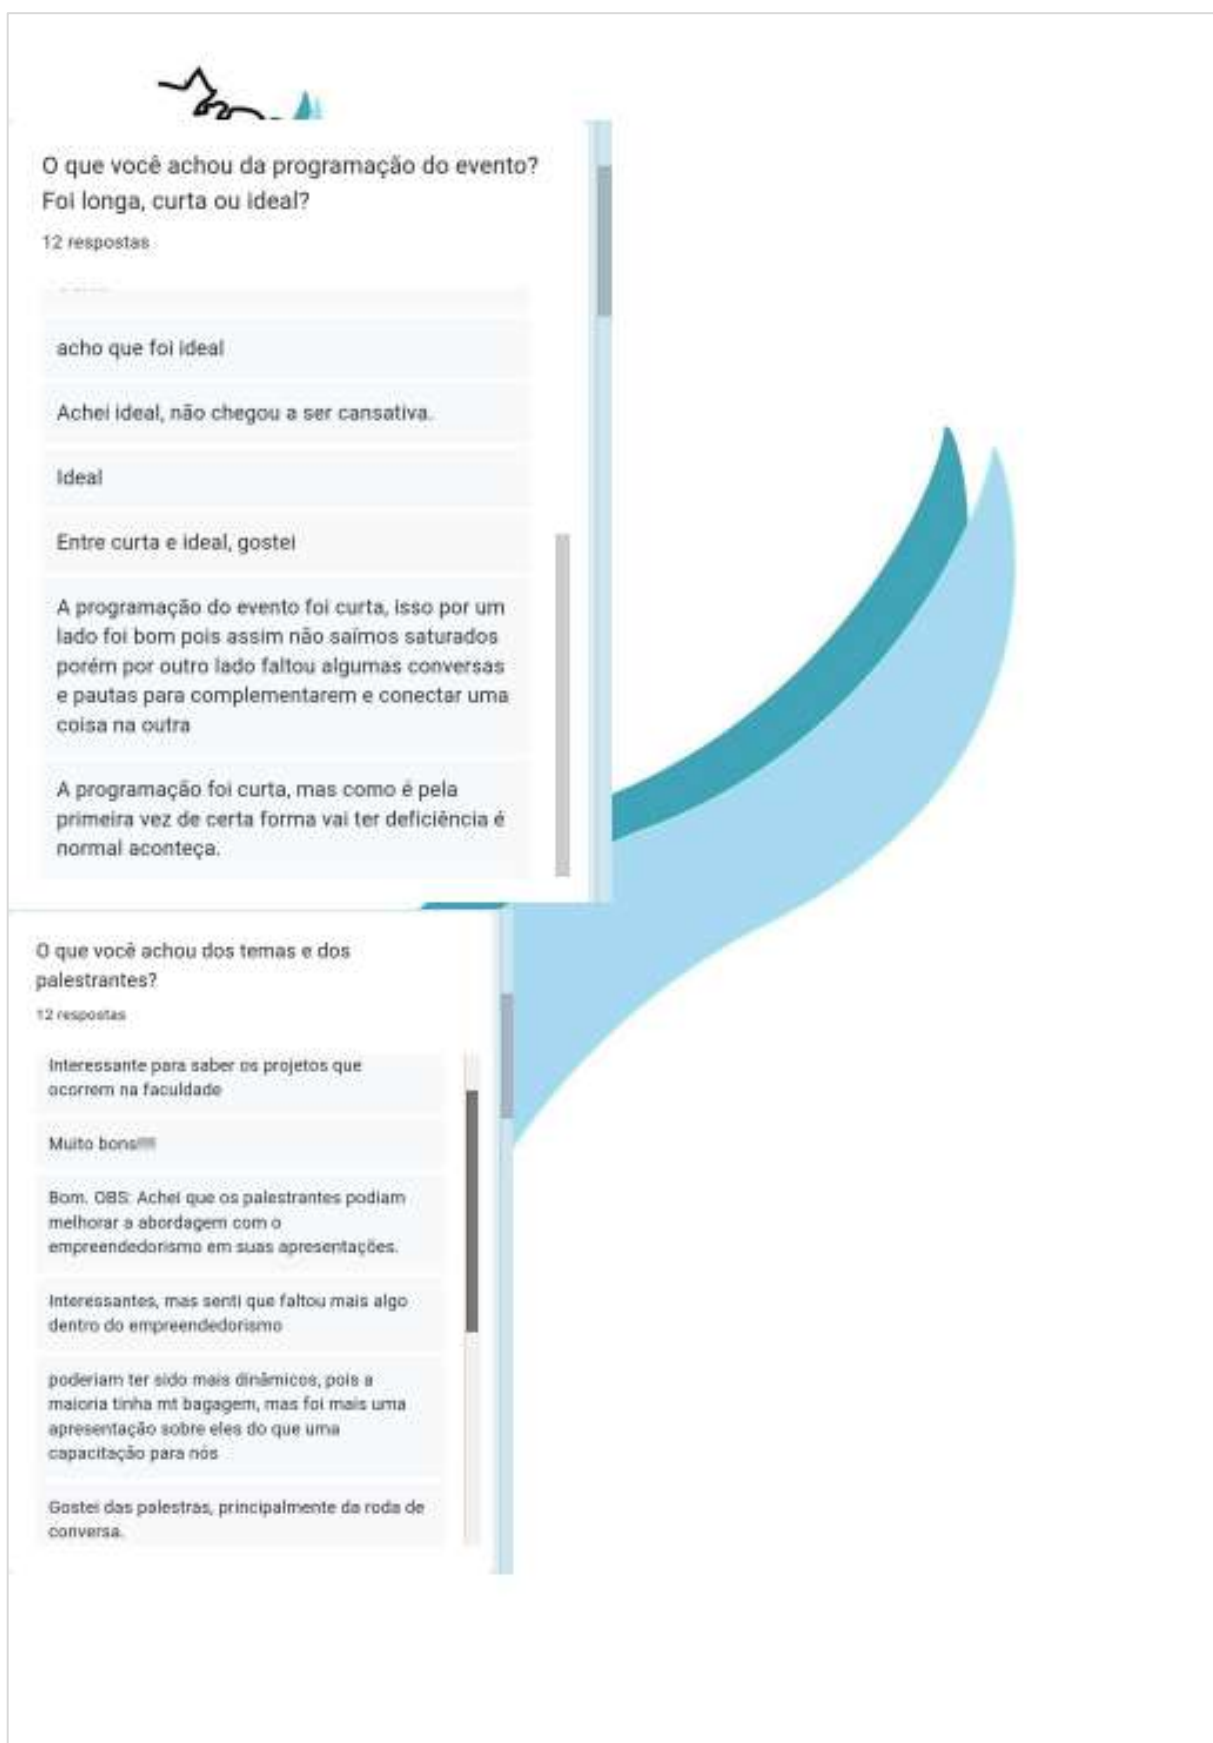 O que você achou da programação do evento?
Foi longa, curta ou ideal?
12 respostas
acho que foi ideal
Achei ideal, não chegou a ser cansativa.
Ideal
Entre curta e ideal, gostei
A programação do evento foi curta, isso por um
lado foi bom pois assim não saímos saturados
porém por outro lado faltou algumas conversas
e pautas para complementarem e conectar uma
coisa na outra
A programação foi curta, mas como é pela
primeira vez de certa forma vai ter deficiência é
normal aconteça.
O que você achou dos temas e dos
palestrantes?
12 respostas
Interessante para saber os projetos que
ocorrem na faculdade
Muito bons!!!!
Bom. OBS: Achei que os palestrantes podiam
melhorar a abordagem com o
empreendedorismo em suas apresentações.
Interessantes, mas senti que faltou mais algo
dentro do empreendedorismo
poderiam ter sido mais dinâmicos, pois a
maioria tinha mt bagagem, mas foi mais uma
apresentação sobre eles do que uma
capacitação para nós
Gostei das palestras, principalmente da roda de
conversa.